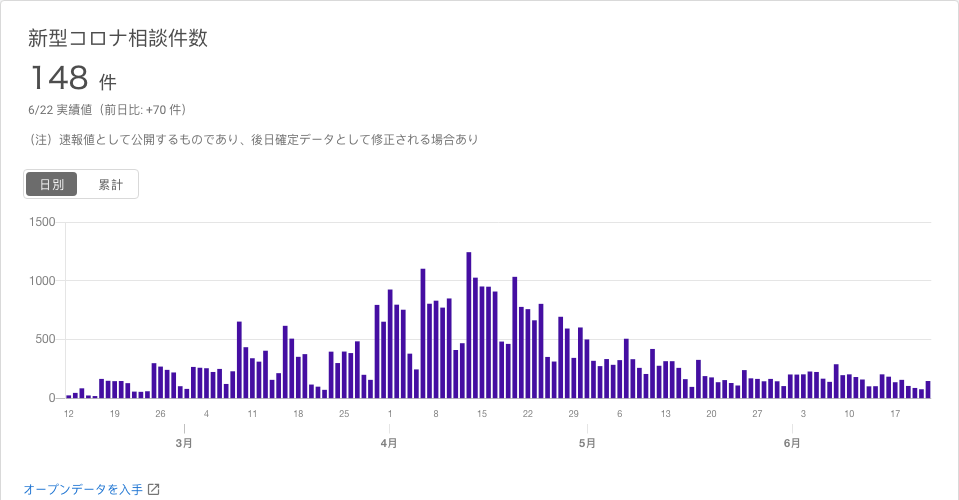 新型コロナ相談件数
148 件
6/22 実績値（前日比: +70 件）
（注）速報値として公開するものであり、後日確定データとして修正される場合あり
日別 累計
1500
1000
500
0
12 19 26 4 11 18 25 1 8 15 22 29 6 13 20 27 3 10 17
3月 4月 5月 6月
オープンデータを入手